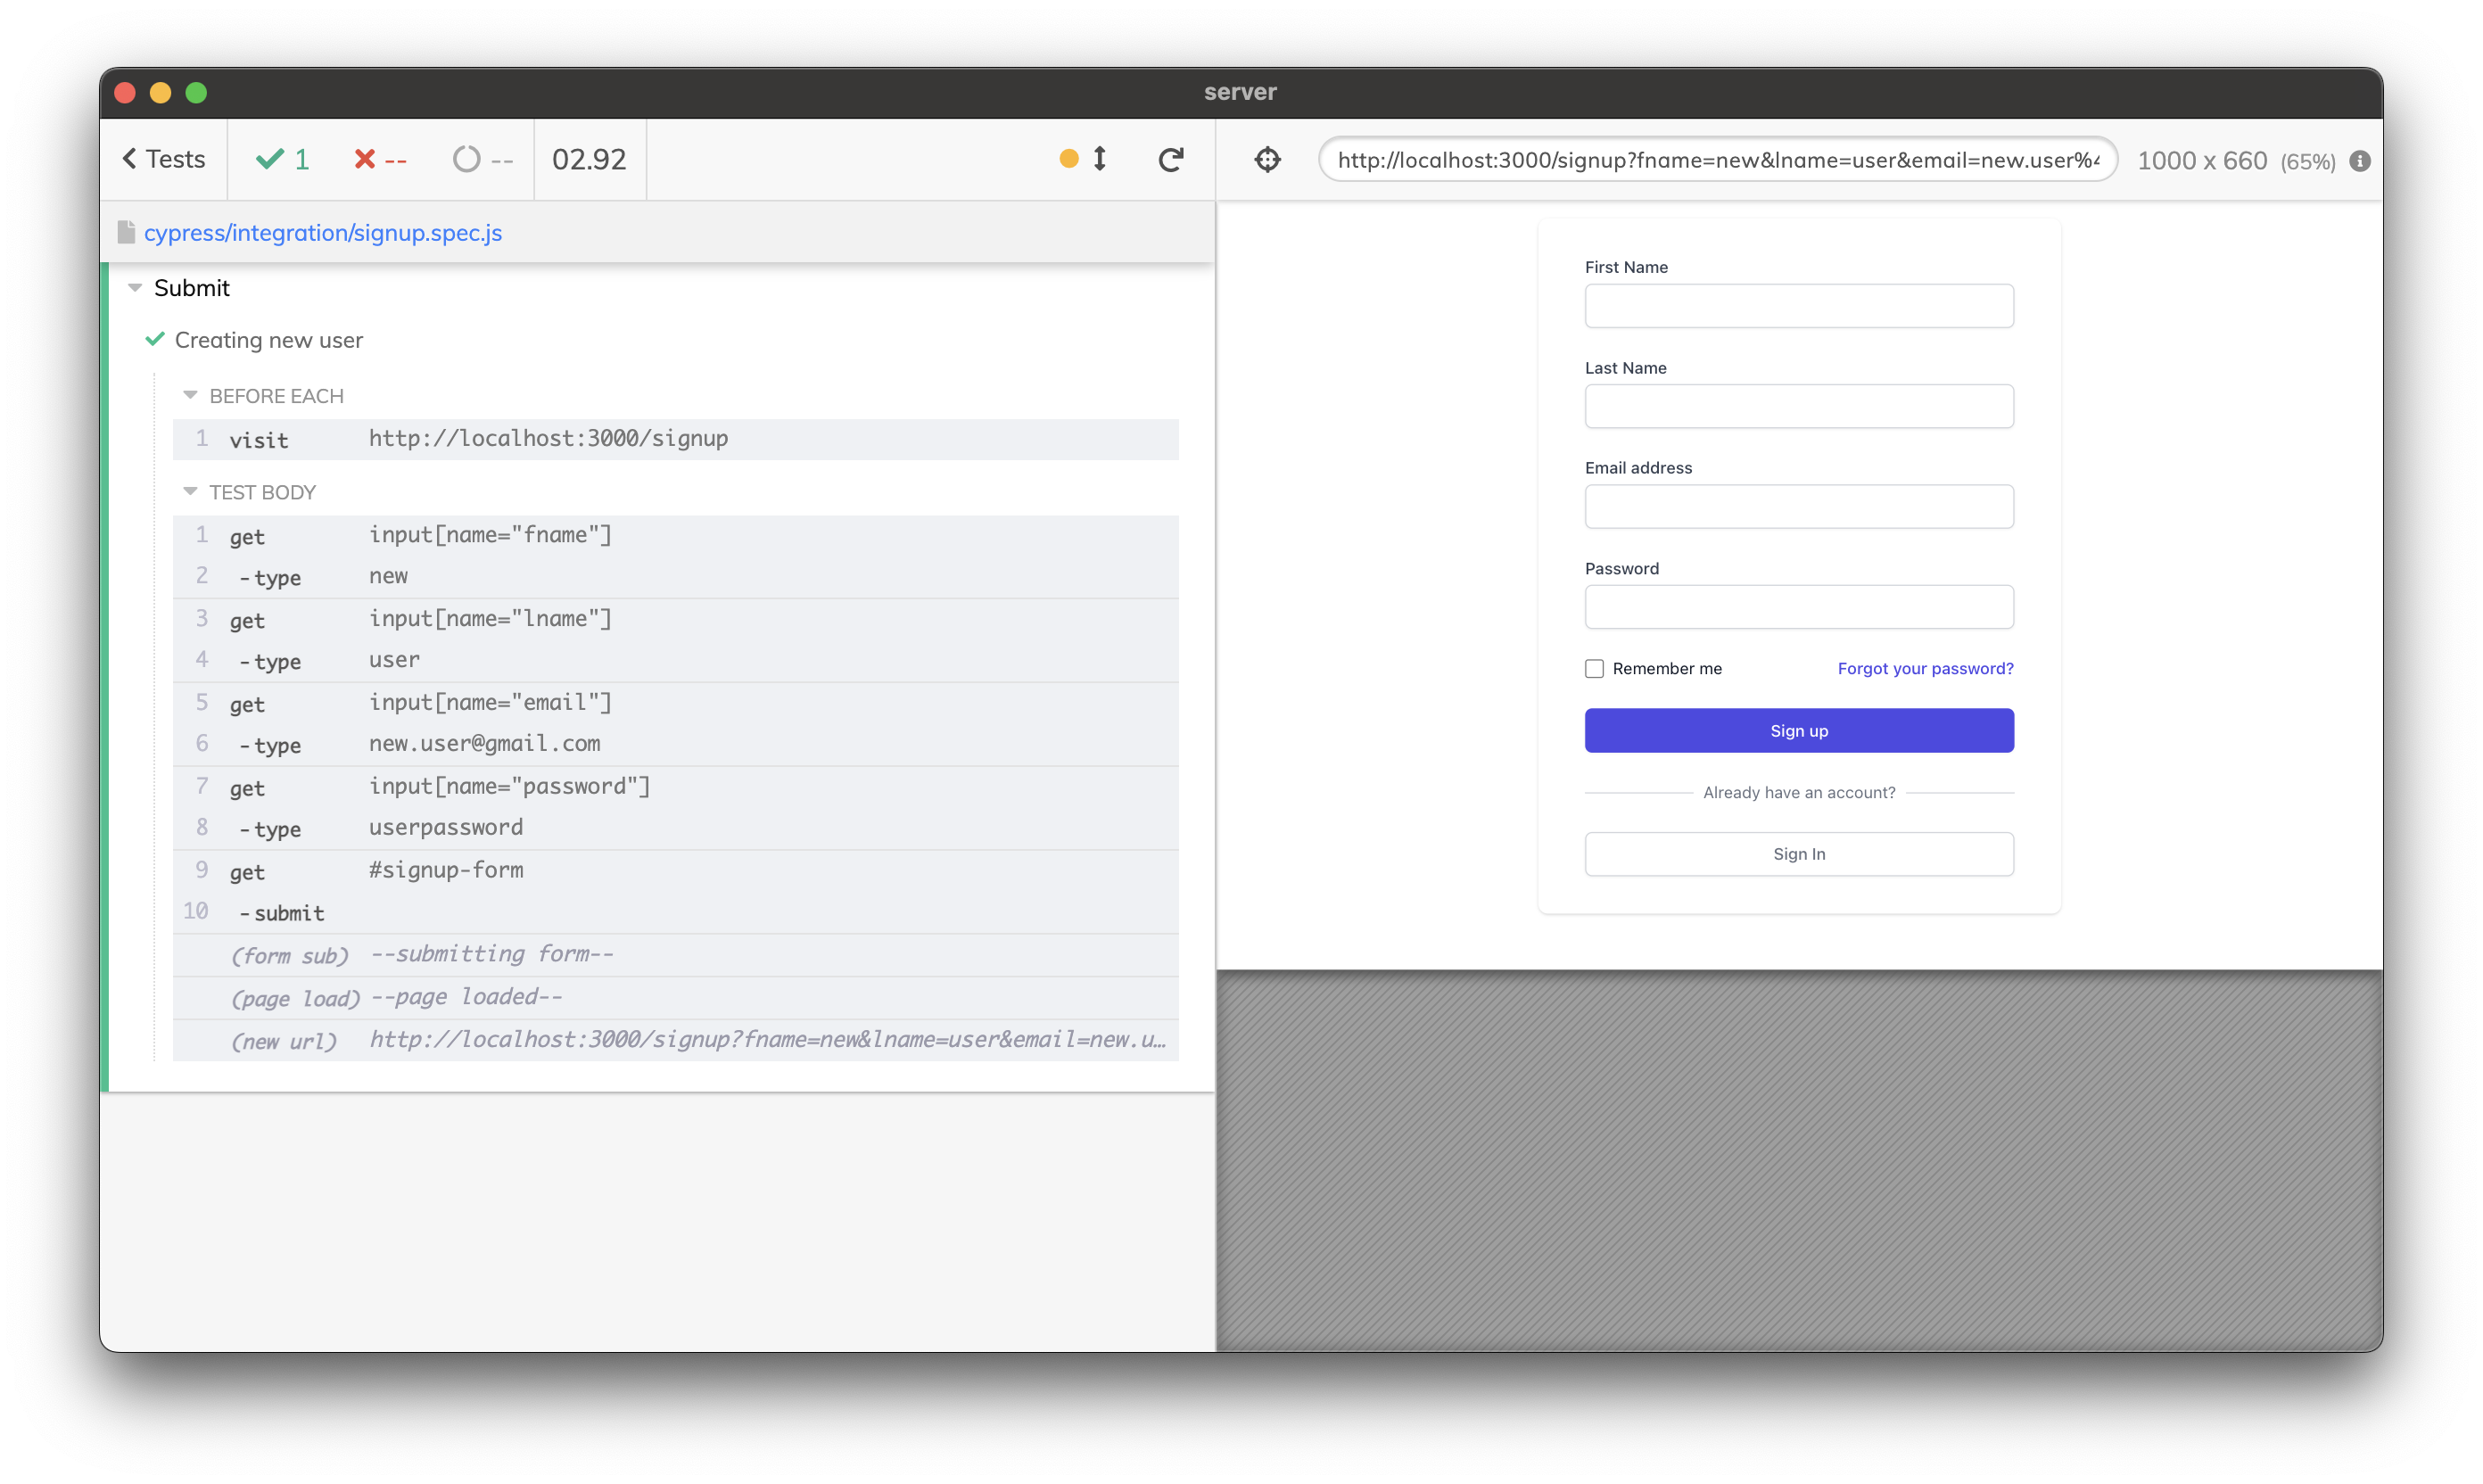 server
Tests 1 -- -- 02.92
http://localhost:3000/signup?fname=new&lname=user&email=new.user%4 1000 x 660 (65%)
cypress/integration/signup.spec.js
Submit
Creating new user
BEFORE EACH
1 visit http://localhost:3000/signup
TEST BODY
1 get input[name="fname"]
2 -type new
3 get input[name="lname"]
4 -type user
5 get input[name="email"]
6 -type new.user@gmail.com
7 get input[name="password"]
8 -type userpassword
9 get #signup-form
10 -submit
(form sub) --submitting form--
(page load) --page loaded--
(new url) http://localhost:3000/signup?fname=new&lname=user&email=new.u…
First Name
Last Name
Email address
Password
Remember me Forgot your password?
Sign up
Already have an account?
Sign In